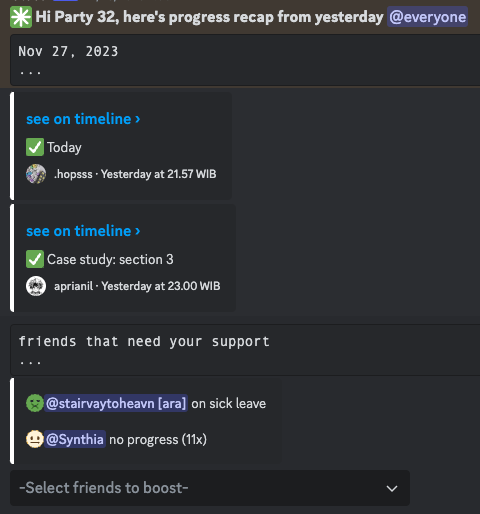 Hi Party 32, here's progress recap from yesterday @everyone
Nov 27, 2023
...
see on timeline ›
Today
.hopsss · Yesterday at 21.57 WIB
see on timeline ›
Case study: section 3
aprianil · Yesterday at 23.00 WIB
friends that need your support
...
@stairvaytoheavn [ara] on sick leave
@Synthia no progress (11x)
-Select friends to boost-